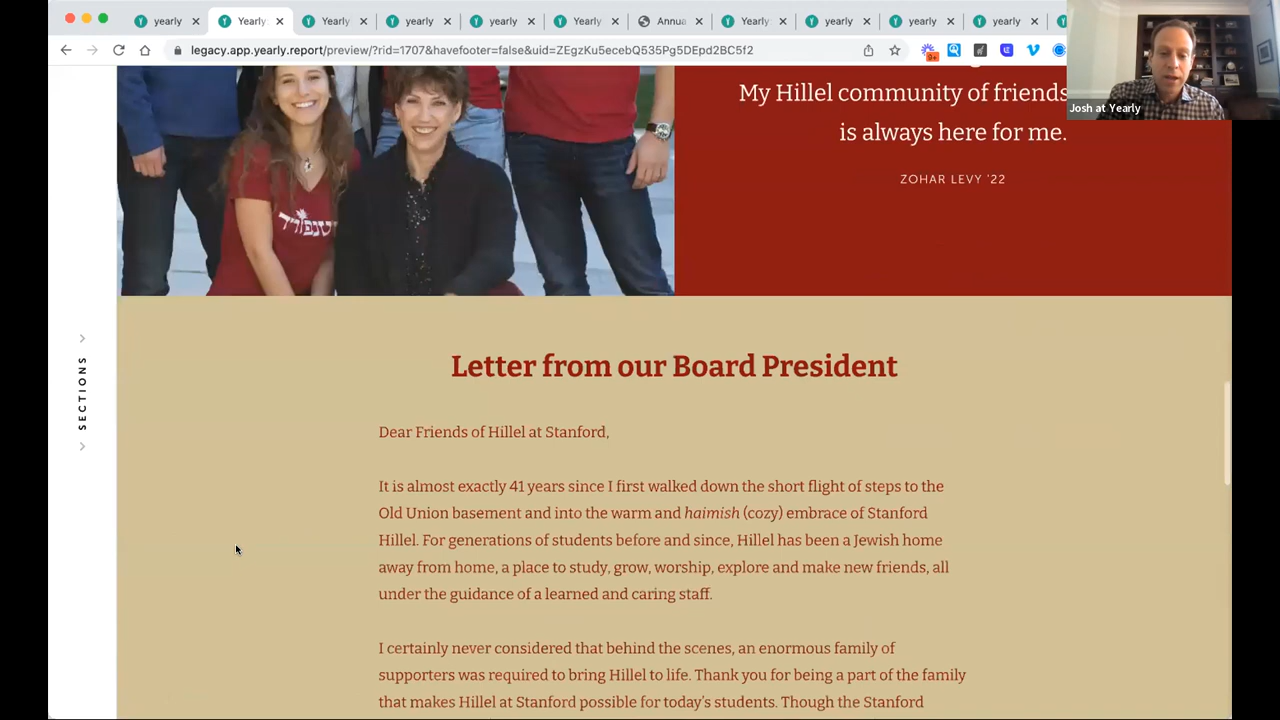 yearly
Yearly
Yearly
yearly
yearly
Yearly
Annua
Yearly
yearly
yearly
yearly
legacy.app.yearly.report/preview/?rid=1707&havefooter=false&uid=ZEgzKu5ecebQ535Pg5DEpd2BC5f2
9+
Josh at Yearly
My Hillel community of friends
is always here for me.
ZOHAR LEVY '22
SECTIONS
Letter from our Board President
Dear Friends of Hillel at Stanford,
It is almost exactly 41 years since I first walked down the short flight of steps to the
Old Union basement and into the warm and haimish (cozy) embrace of Stanford
Hillel. For generations of students before and since, Hillel has been a Jewish home
away from home, a place to study, grow, worship, explore and make new friends, all
under the guidance of a learned and caring staff.
I certainly never considered that behind the scenes, an enormous family of
supporters was required to bring Hillel to life. Thank you for being a part of the family
that makes Hillel at Stanford possible for today's students. Though the Stanford